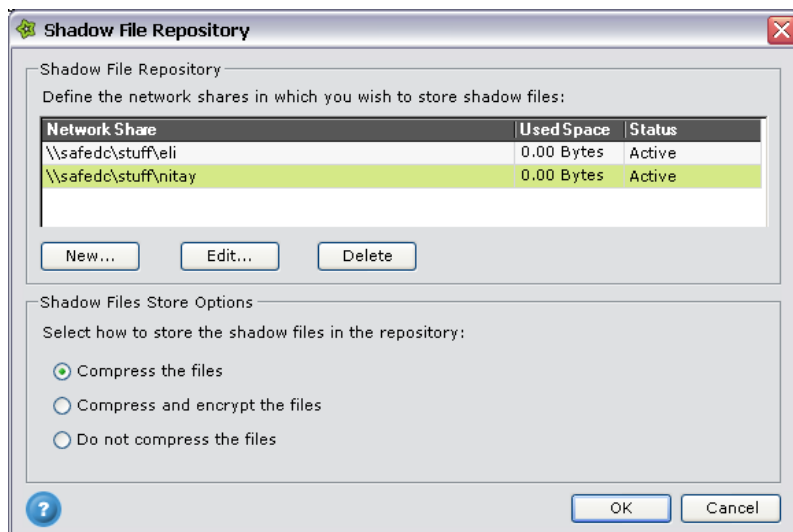 Shadow File Repository
Shadow File Repository
Define the network shares in which you wish to store shadow files:
Network Share Used Space Status
\\safedc\stuff\eli 0.00 Bytes Active
\\safedc\stuff\nitay 0.00 Bytes Active
New... Edit... Delete
Shadow Files Store Options
Select how to store the shadow files in the repository:
Compress the files
Compress and encrypt the files
Do not compress the files
? OK Cancel